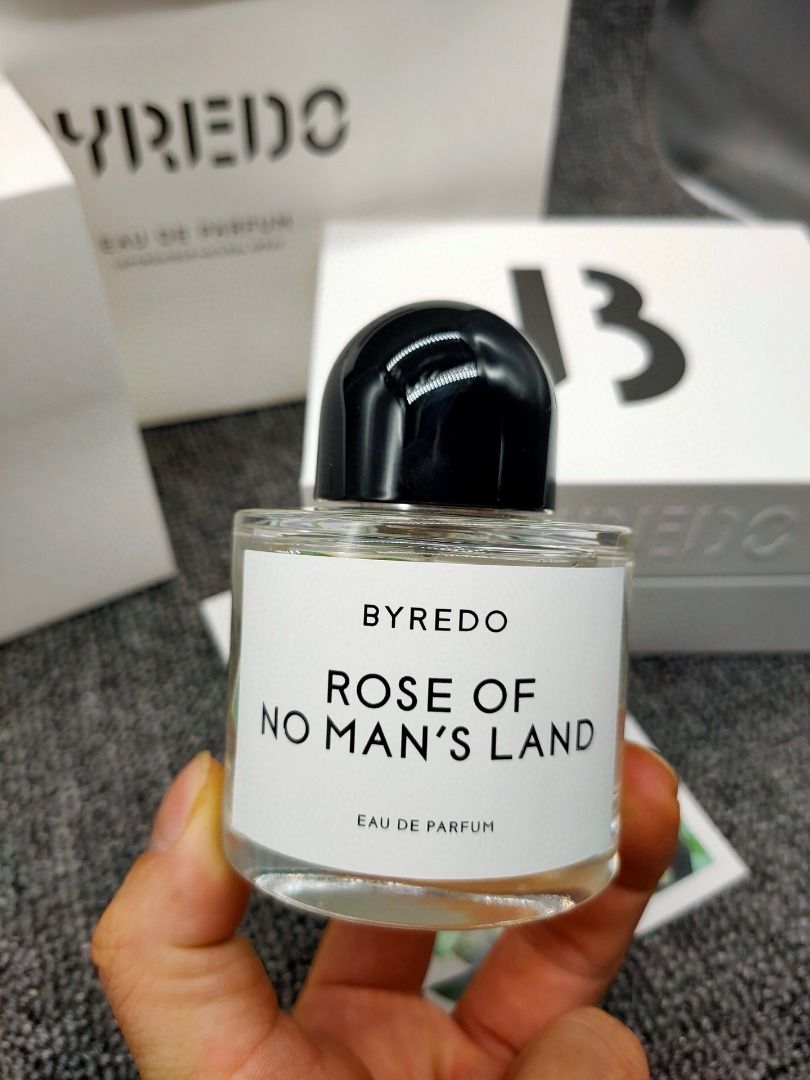 YREDO
EAU DE PARFUM
B
BYREDO
ROSE OF
NO MAN'S LAND
EAU DE PARFUM